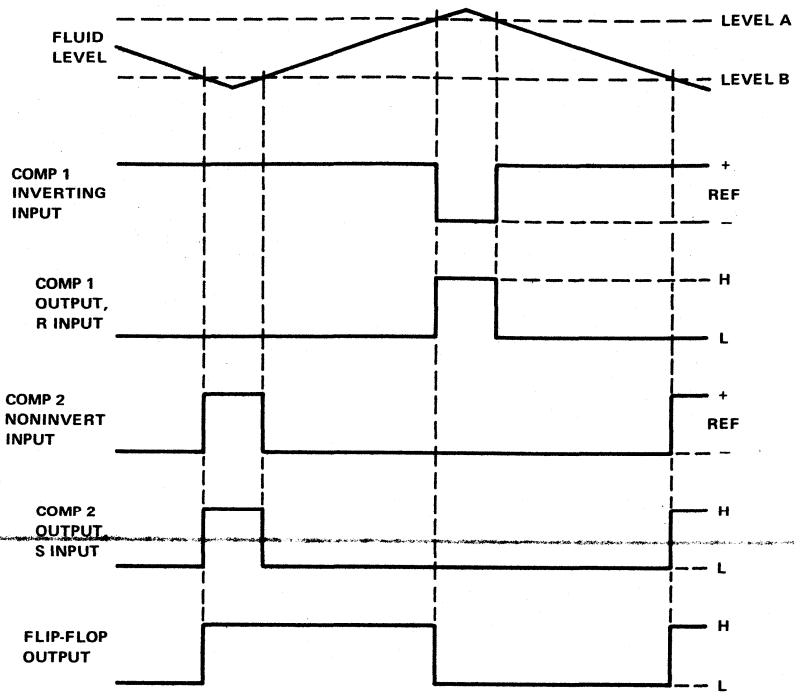 LEVEL A
FLUID
LEVEL
LEVEL B
COMP 1
INVERTING
INPUT
+
REF
−
COMP 1
OUTPUT,
R INPUT
H
L
COMP 2
NONINVERT
INPUT
+
REF
−
COMP 2
OUTPUT,
S INPUT
H
L
FLIP-FLOP
OUTPUT
H
L